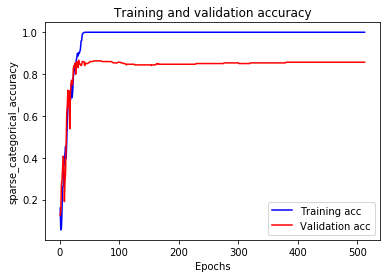 Training and validation accuracy
sparse_categorical_accuracy
1.0
0.8
0.6
0.4
0.2
Training acc
Validation acc
0 100 200 300 400 500
Epochs